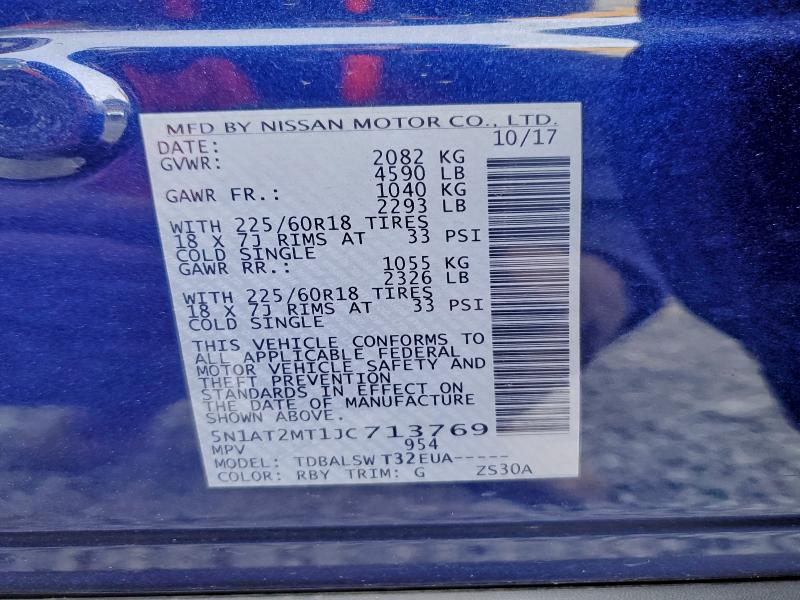 MFD BY NISSAN MOTOR CO., LTD.
DATE: 10/17
GVWR: 2082 KG
4590 LB
GAWR FR.: 1040 KG
2293 LB
WITH 225/60R18 TIRES
18 X 7J RIMS AT 33 PSI
COLD SINGLE
GAWR RR.: 1055 KG
2326 LB
WITH 225/60R18 TIRES
18 X 7J RIMS AT 33 PSI
COLD SINGLE
THIS VEHICLE CONFORMS TO
ALL APPLICABLE FEDERAL
MOTOR VEHICLE SAFETY AND
THEFT PREVENTION
STANDARDS IN EFFECT ON
THE DATE OF MANUFACTURE
SHOWN ABOVE.
5N1AT2MT1JC713769
MPV 954
MODEL: TDBALSW T32EUA-----
COLOR: RBY TRIM: G ZS30A